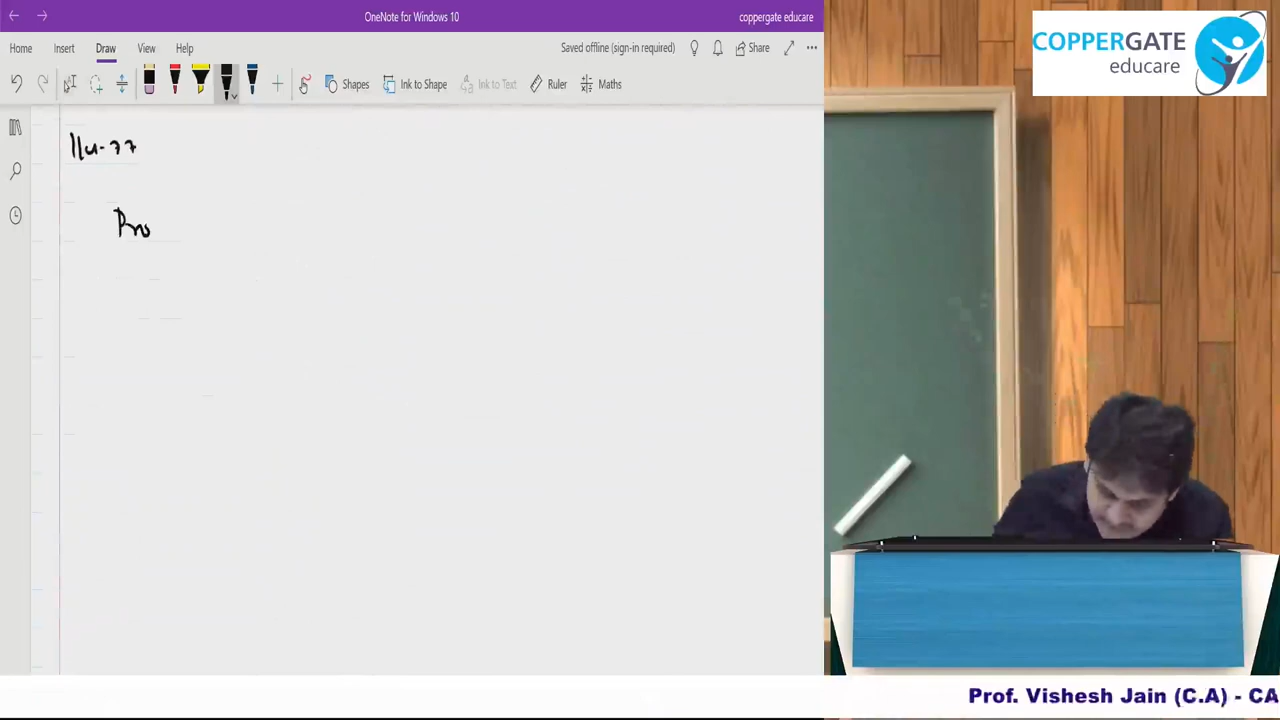 OneNote for Windows 10
coppergate educare
Home Insert Draw View Help
Saved offline (sign-in required)
Share
Shapes
Ink to Shape
Ink to Text
Ruler
Maths
COPPERGATE
educare
Illu-77
Pro
Prof. Vishesh Jain (C.A) - CA